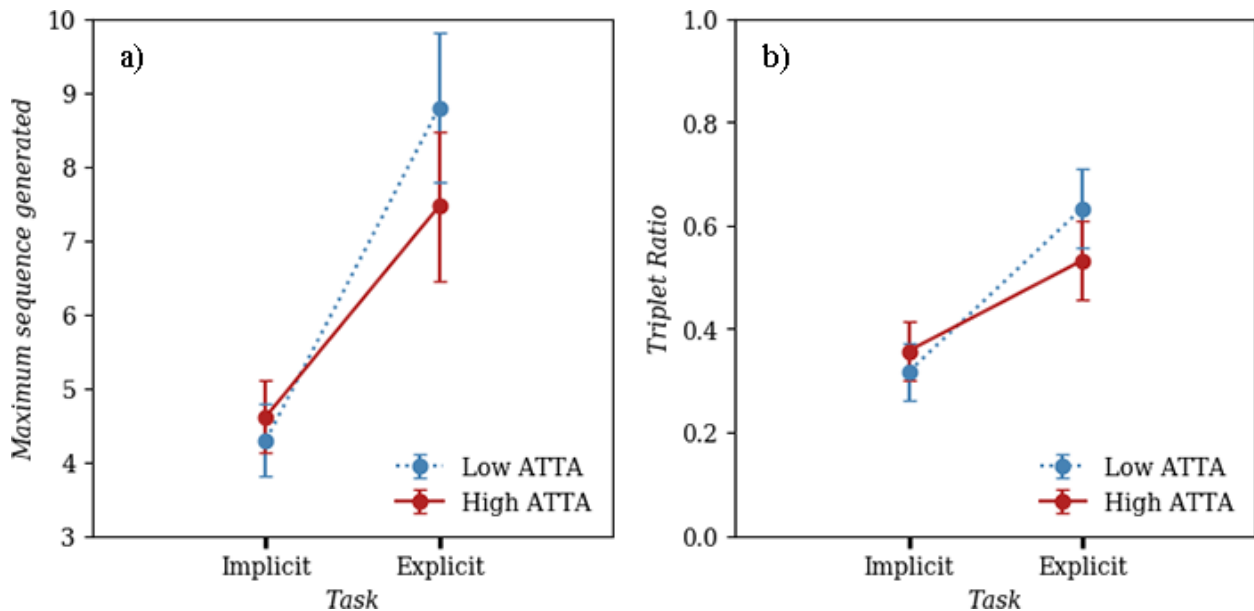 a)
Maximum sequence generated
10
9
8
7
6
5
4
3
Low ATTA
High ATTA
Implicit
Explicit
Task
b)
Triplet Ratio
1.0
0.8
0.6
0.4
0.2
0.0
Low ATTA
High ATTA
Implicit
Explicit
Task